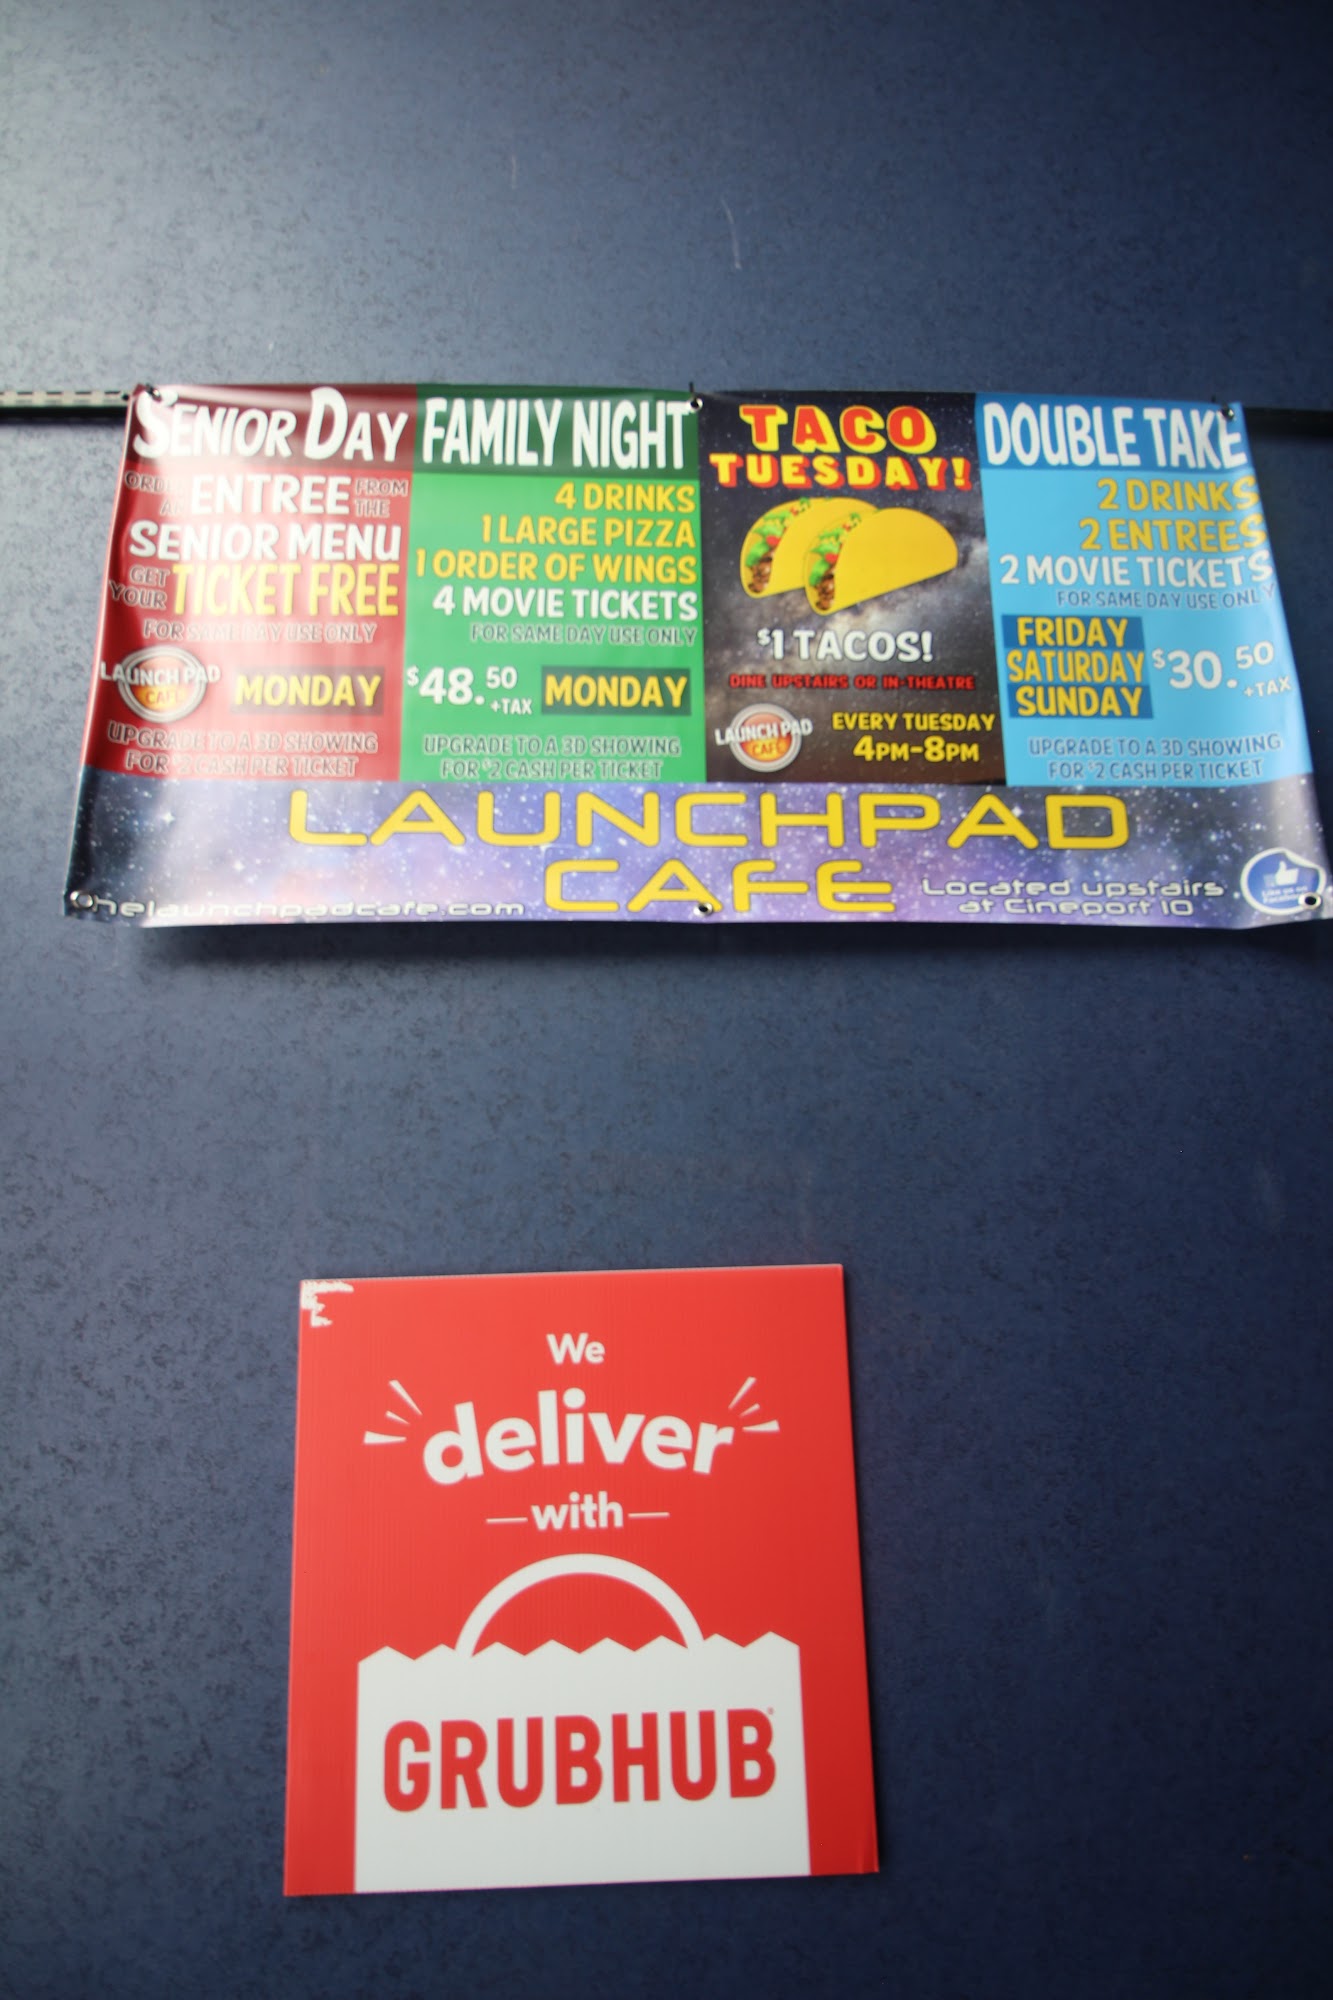 SENIOR DAY
ORDER ENTREE FROM
AN THE
SENIOR MENU
GET YOUR TICKET FREE
FOR SAME DAY USE ONLY
LAUNCH PAD
CAFE
MONDAY
UPGRADE TO A 3D SHOWING
FOR $2 CASH PER TICKET
FAMILY NIGHT
4 DRINKS
1 LARGE PIZZA
1 ORDER OF WINGS
4 MOVIE TICKETS
FOR SAME DAY USE ONLY
$48.50 +TAX MONDAY
UPGRADE TO A 3D SHOWING
FOR $2 CASH PER TICKET
TACO
TUESDAY!
$1 TACOS!
DINE UPSTAIRS OR IN-THEATRE
LAUNCH PAD
CAFE
EVERY TUESDAY
4PM-8PM
DOUBLE TAKE
2 DRINKS
2 ENTREES
2 MOVIE TICKETS
FOR SAME DAY USE ONLY
FRIDAY
SATURDAY
SUNDAY
$30.50 +TAX
UPGRADE TO A 3D SHOWING
FOR $2 CASH PER TICKET
LAUNCHPAD
CAFE
helaunchpadcafe.com
Located upstairs
at Cineport 10
Like us on
Facebook
We
deliver
with
GRUBHUB